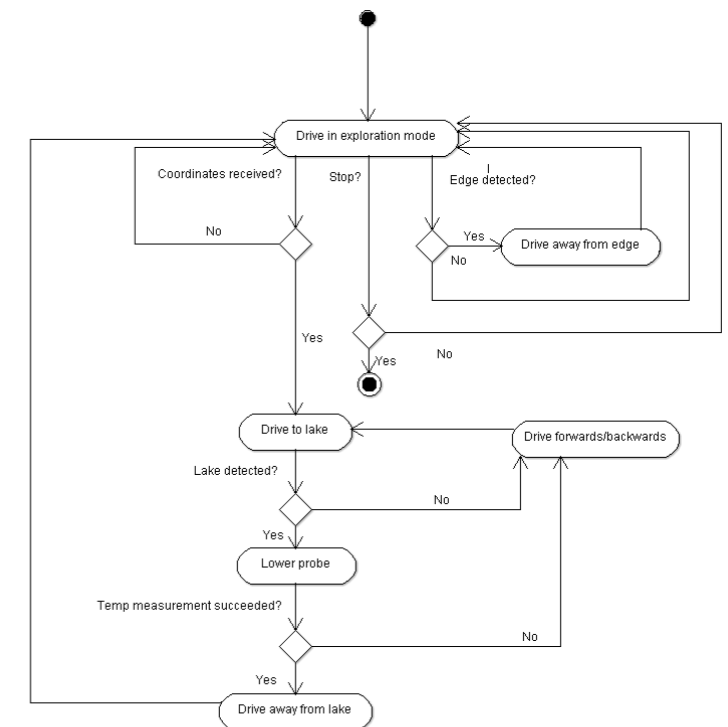 Drive in exploration mode
Coordinates received?
Stop?
Edge detected?
No
Yes
Drive away from edge
No
Yes
Yes
No
Drive to lake
Drive forwards/backwards
Lake detected?
No
Yes
Lower probe
Temp measurement succeeded?
No
Yes
Drive away from lake